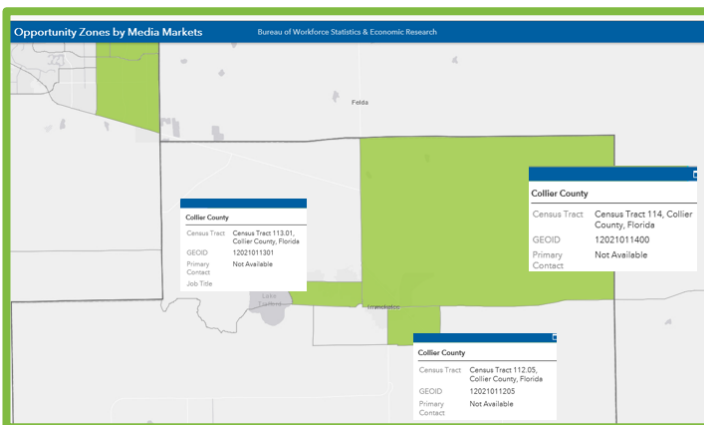 Opportunity Zones by Media Markets
Bureau of Workforce Statistics & Economic Research
Felda
Collier County
Census Tract Census Tract 114, Collier
County, Florida
GEOID 12021011400
Primary Not Available
Contact
Collier County
Census Tract Census Tract 113.01,
Collier County, Florida
GEOID 12021011301
Primary Not Available
Contact
Job Title
Lake
Trafford
Immokalee
Collier County
Census Tract Census Tract 112.05,
Collier County, Florida
GEOID 12021011205
Primary Not Available
Contact